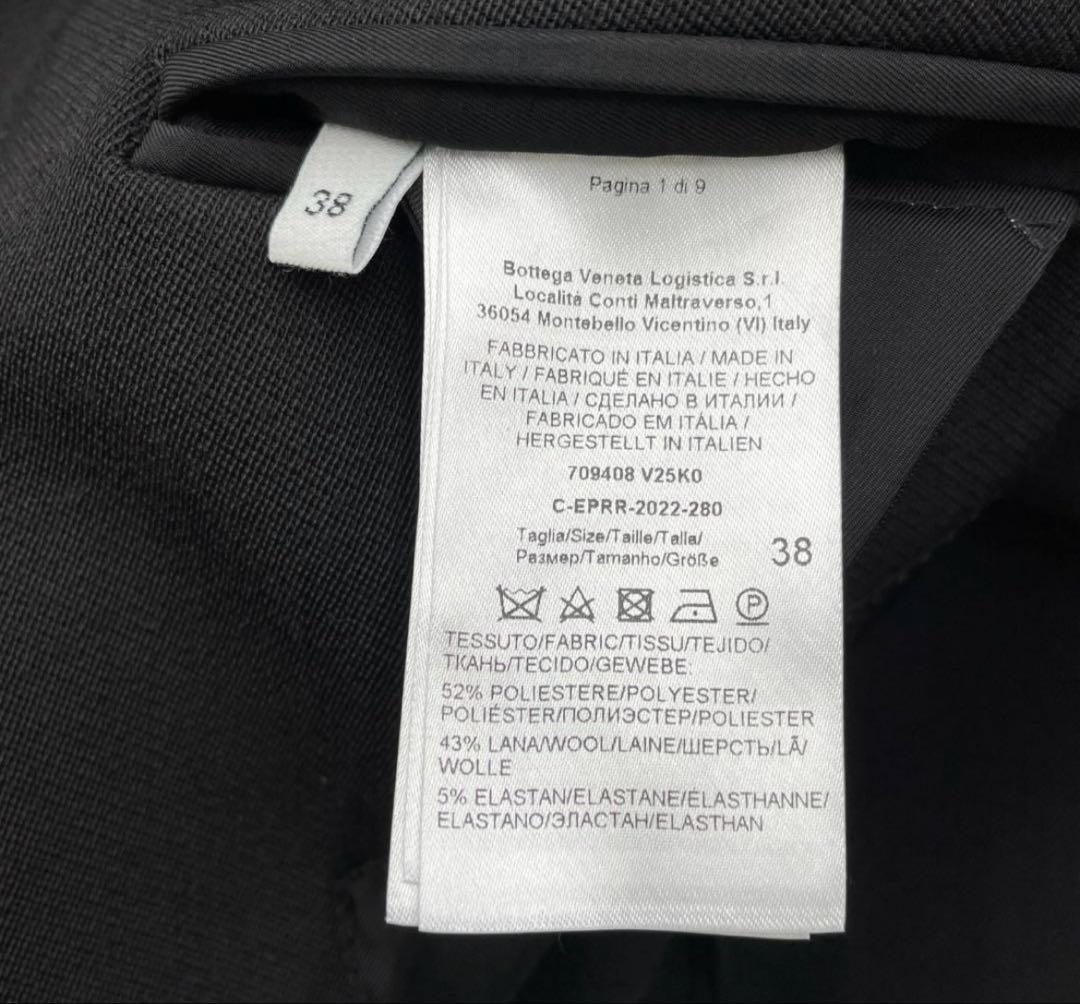 38
Pagina 1 di 9
Bottega Veneta Logistica S.r.l.
Località Conti Maltraverso,1
36054 Montebello Vicentino (VI) Italy
FABBRICATO IN ITALIA / MADE IN
ITALY / FABRIQUÉ EN ITALIE / HECHO
EN ITALIA / СДЕЛАНО В ИТАЛИИ /
FABRICADO EM ITÁLIA /
HERGESTELLT IN ITALIEN
709408 V25K0
C-EPRR-2022-280
Taglia/Size/Taille/Talla/
Размер/Tamanho/Größe 38
P
TESSUTO/FABRIC/TISSU/TEJIDO/
ТКАНЬ/TECIDO/GEWEBE:
52% POLIESTERE/POLYESTER/
POLIÉSTER/ПОЛИЭСТЕР/POLIESTER
43% LANA/WOOL/LAINE/ШЕРСТЬ/LÃ/
WOLLE
5% ELASTAN/ELASTANE/ÉLASTHANNE/
ELASTANO/ЭЛАСТАН/ELASTHAN